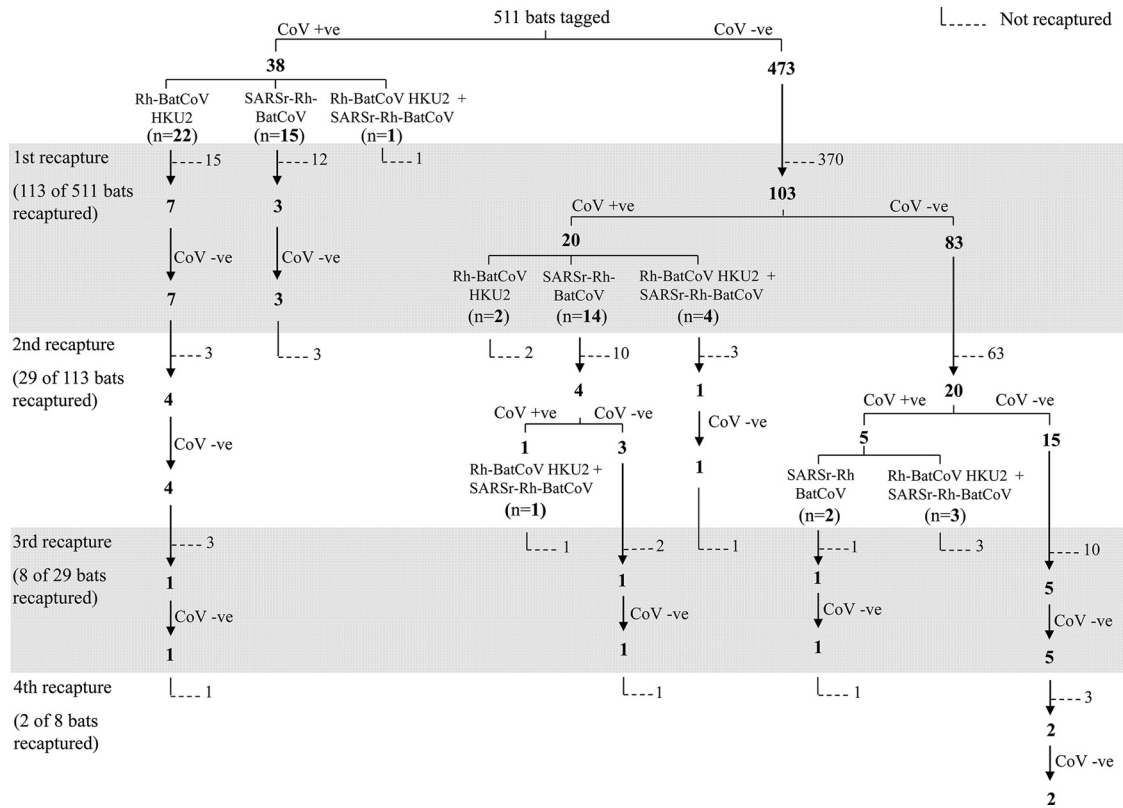 511 bats tagged
Not recaptured
CoV +ve
CoV -ve
38
473
Rh-BatCoV
HKU2
(n=22)
SARSr-Rh-
BatCoV
(n=15)
Rh-BatCoV HKU2 +
SARSr-Rh-BatCoV
(n=1)
1st recapture
(113 of 511 bats
recaptured)
15
12
1
370
7
3
103
CoV +ve
CoV -ve
20
83
CoV -ve
CoV -ve
7
3
Rh-BatCoV
HKU2
(n=2)
SARSr-Rh-
BatCoV
(n=14)
Rh-BatCoV HKU2 +
SARSr-Rh-BatCoV
(n=4)
2nd recapture
(29 of 113 bats
recaptured)
3
3
2
10
3
63
4
4
1
20
CoV -ve
CoV +ve
CoV -ve
CoV -ve
CoV +ve
CoV -ve
4
1
3
1
5
15
Rh-BatCoV HKU2 +
SARSr-Rh-BatCoV
(n=1)
SARSr-Rh
BatCoV
(n=2)
Rh-BatCoV HKU2 +
SARSr-Rh-BatCoV
(n=3)
3rd recapture
(8 of 29 bats
recaptured)
3
1
2
1
1
3
10
1
1
1
5
CoV -ve
CoV -ve
CoV -ve
CoV -ve
1
1
1
5
4th recapture
(2 of 8 bats
recaptured)
1
1
1
3
2
CoV -ve
2